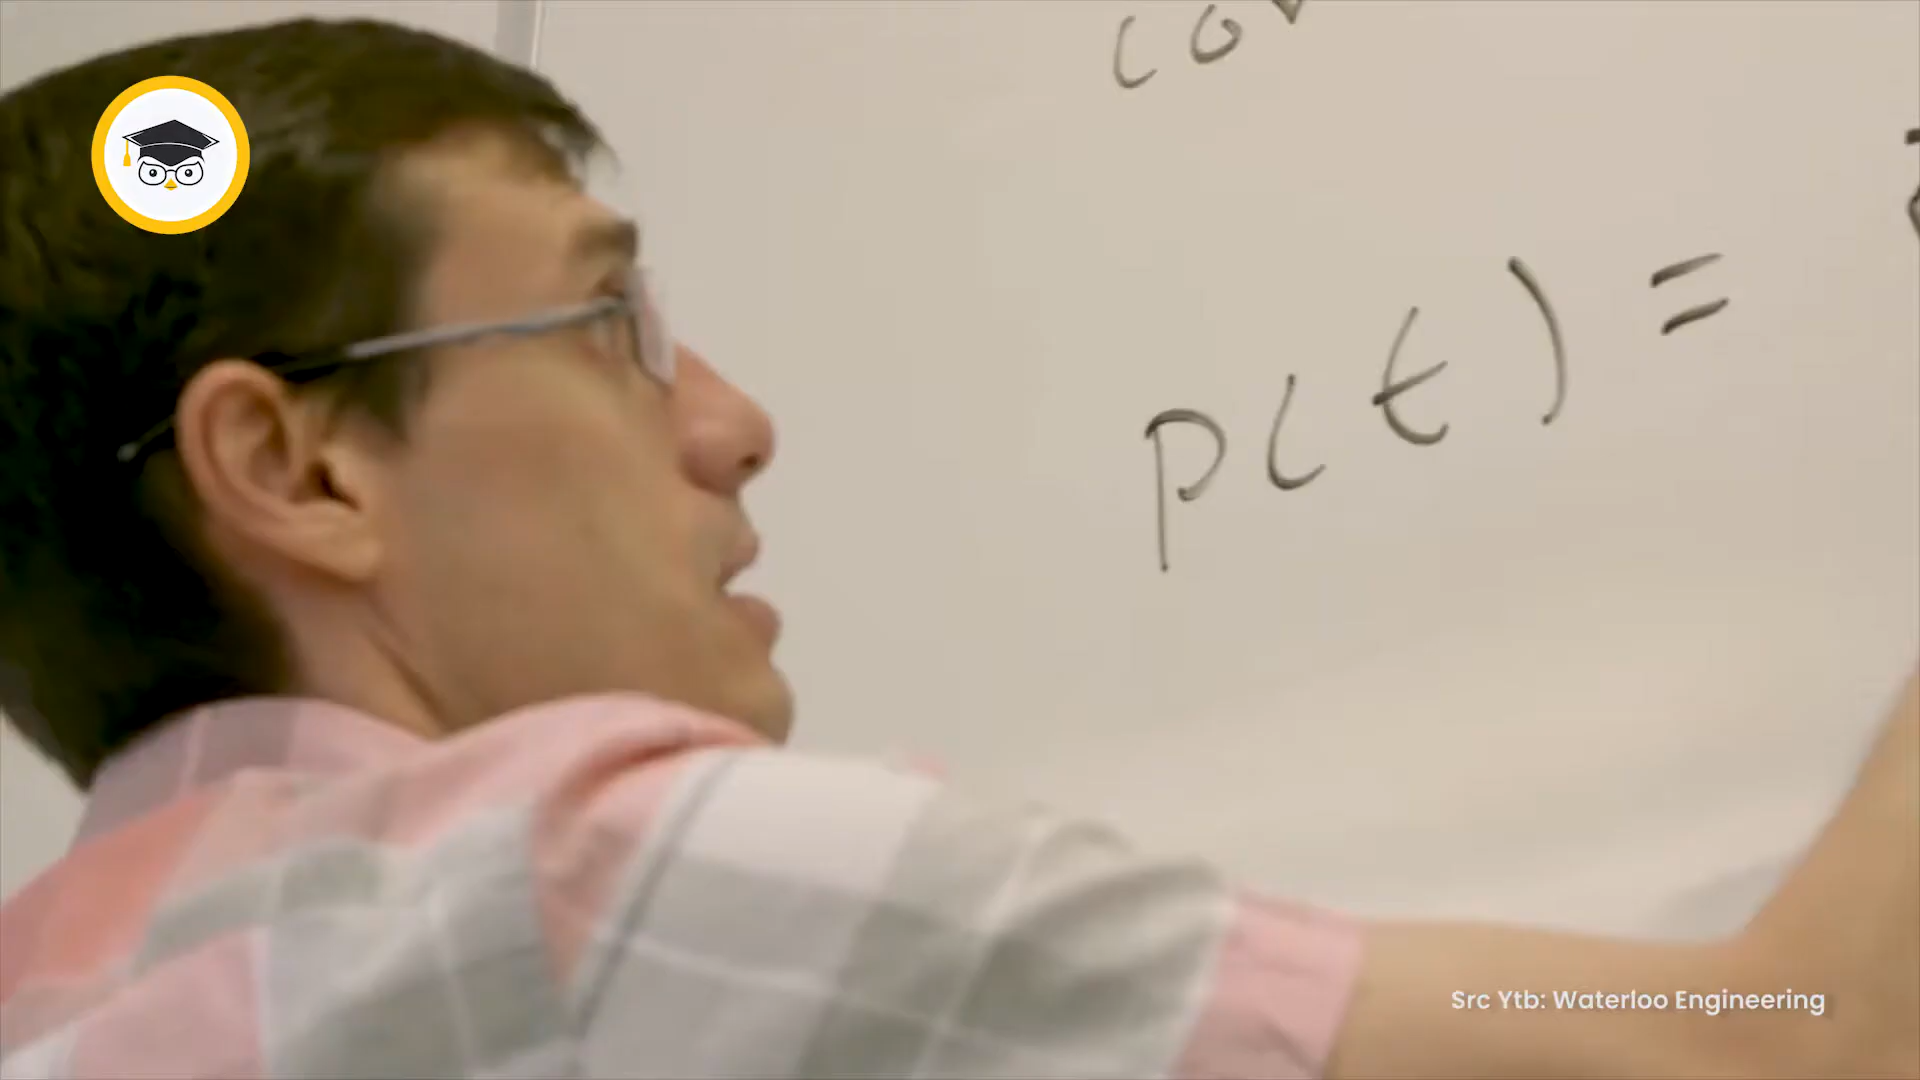 P(t) =
Src Ytb: Waterloo Engineering